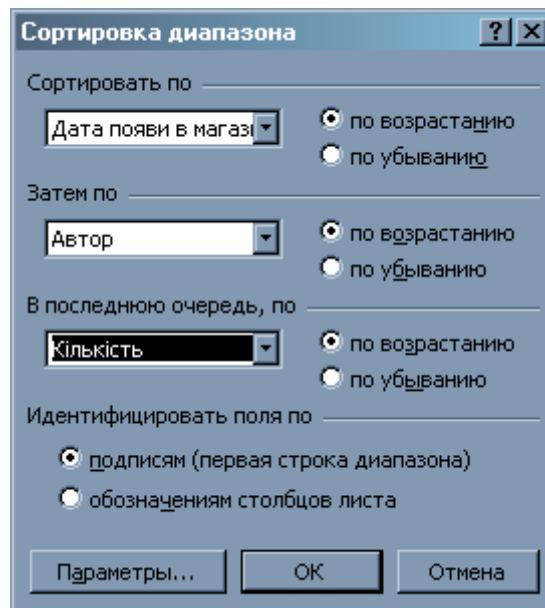 Сортировка диапазона
Сортировать по
Дата появи в магазі
по возрастанию
по убыванию
Затем по
Автор
по возрастанию
по убыванию
В последнюю очередь, по
Кількість
по возрастанию
по убыванию
Идентифицировать поля по
подписям (первая строка диапазона)
обозначениям столбцов листа
Параметры... ОК Отмена